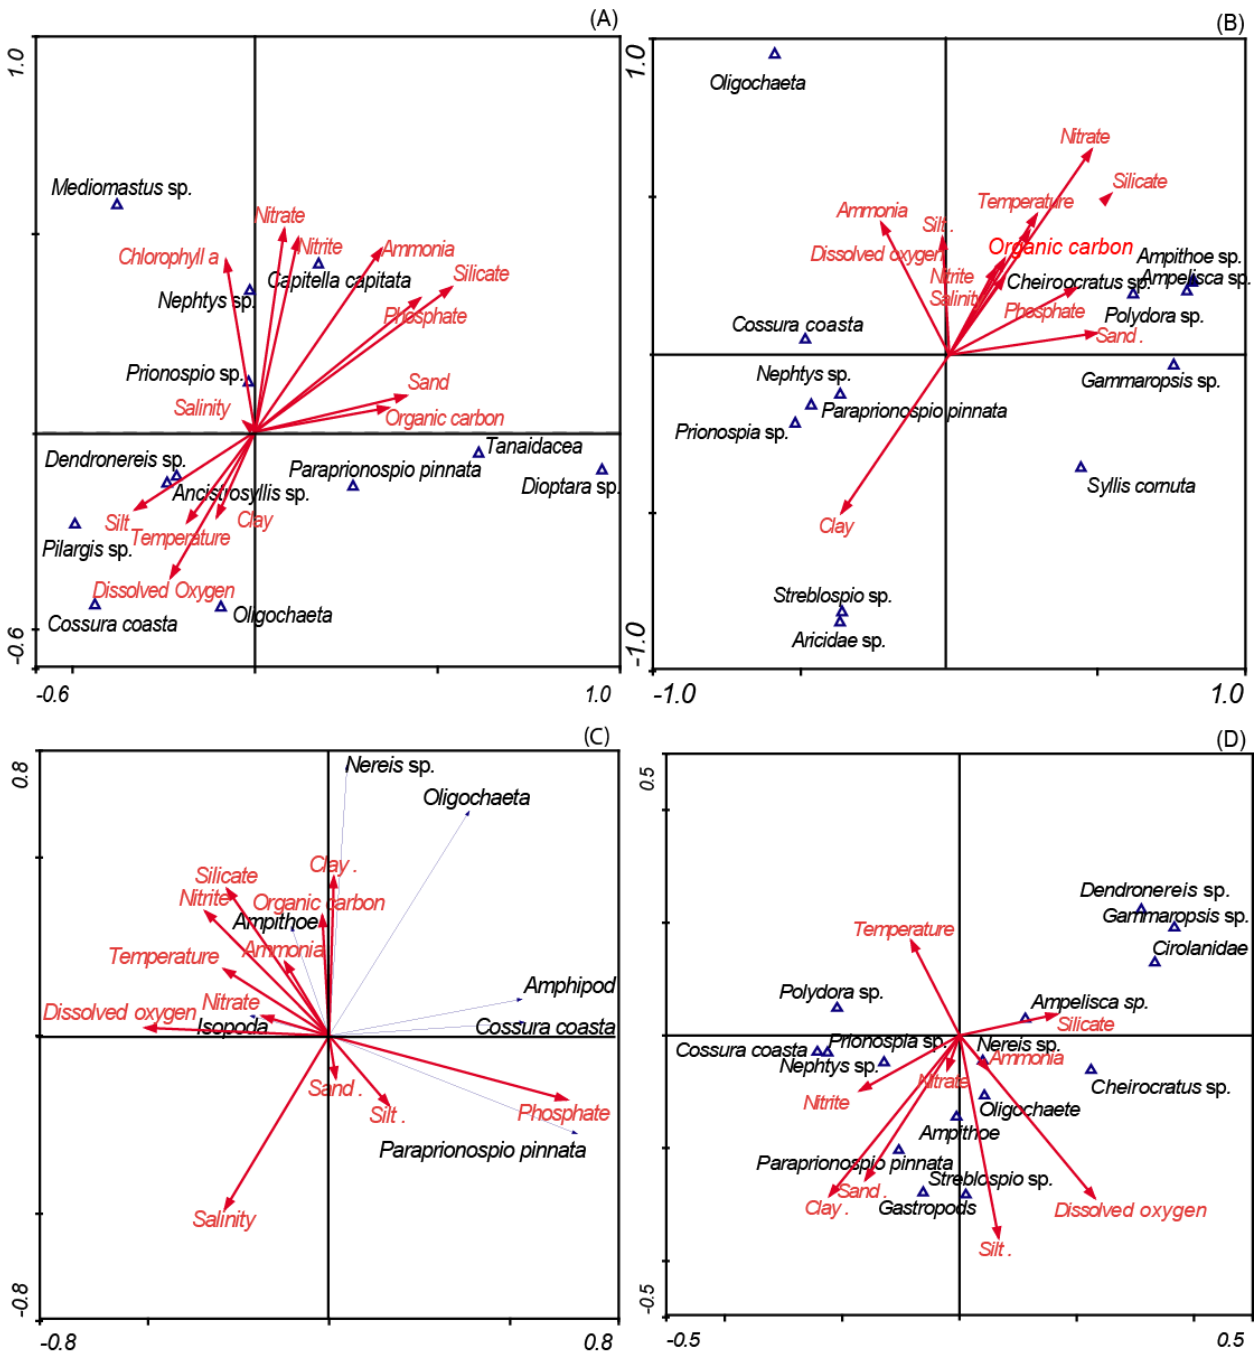 (A)
1.0
Mediomastus sp.
Nitrate
Chlorophyll a
Nitrite
Ammonia
Capitella capitata
Silicate
Nephtys sp.
Phosphate
Prionospio sp.
Sand
Salinity
Organic carbon
Dendronereis sp.
Tanaidacea
Paraprionospio pinnata
Ancistrosyllis sp.
Dioptara sp.
Silt
Clay
Temperature
Pilargis sp.
Dissolved Oxygen
Cossura coasta
Oligochaeta
-0.6
-0.6
1.0
(B)
1.0
Oligochaeta
Nitrate
Silicate
Temperature
Ammonia
Silt .
Organic carbon
Dissolved oxygen
Ampithoe sp.
Nitrite
Cheiroocratus sp.
Ampelisca sp.
Salinity
Phosphate
Polydora sp.
Cossura coasta
Sand .
Nephtys sp.
Gammaropsis sp.
Paraprionospio pinnata
Prionospia sp.
Syllis cornuta
Clay
Streblospio sp.
Aricidae sp.
-1.0
-1.0
1.0
(C)
0.8
Nereis sp.
Oligochaeta
Clay .
Silicate
Nitrite
Organic carbon
Ampithoe
Ammonia
Temperature
Amphipod
Nitrate
Dissolved oxygen
Isopoda
Cossura coasta
Sand .
Silt .
Phosphate
Paraprionospio pinnata
Salinity
-0.8
-0.8
0.8
(D)
0.5
Dendronereis sp.
Gammaropsis sp.
Temperature
Cirolanidae
Polydora sp.
Ampelisca sp.
Silicate
Prionospia sp.
Nereis sp.
Cossura coasta
Ammonia
Nephtys sp.
Nitrate
Cheirocratus sp.
Nitrite
Oligochaete
Ampithoe
Paraprionospio pinnata
Streblospio sp.
Sand .
Clay .
Gastropods
Dissolved oxygen
Silt .
-0.5
-0.5
0.5